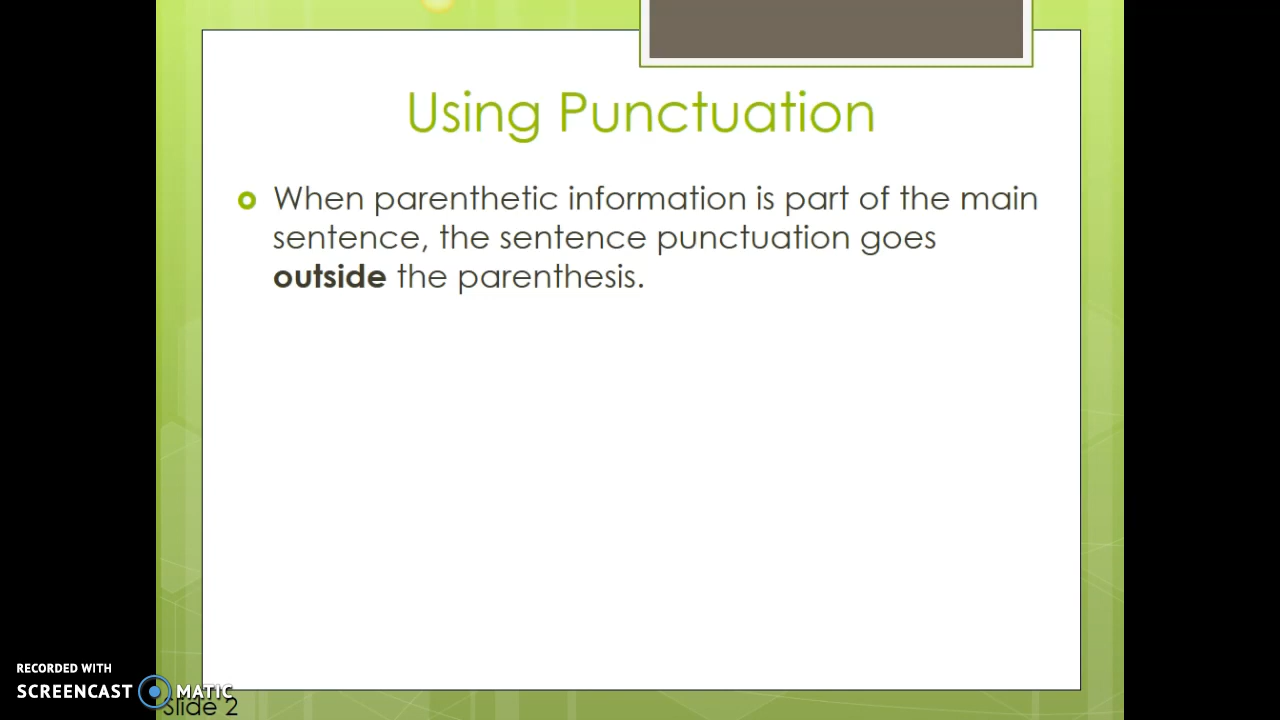 Using Punctuation
When parenthetic information is part of the main
sentence, the sentence punctuation goes
outside the parenthesis.
RECORDED WITH
SCREENCAST MATIC
Slide 2